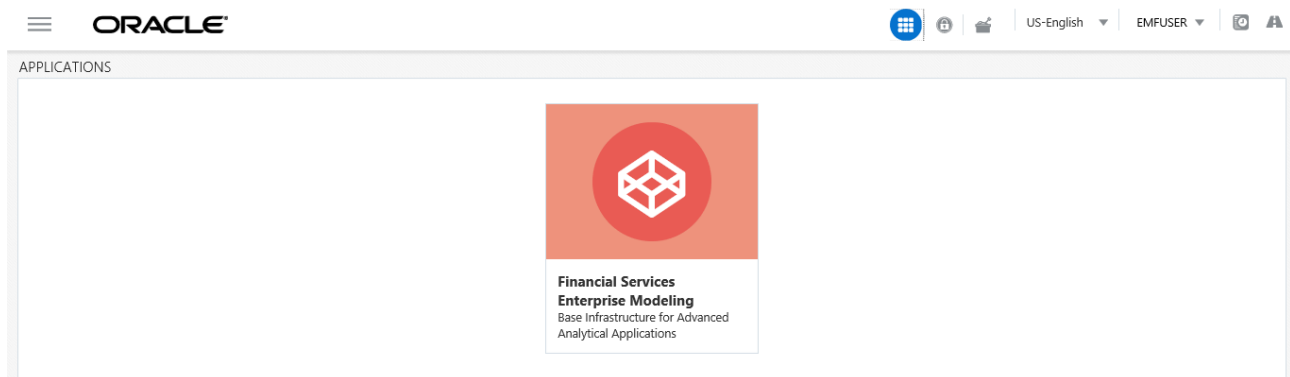 ORACLE®
US-English
EMFUSER
APPLICATIONS
Financial Services
Enterprise Modeling
Base Infrastructure for Advanced
Analytical Applications